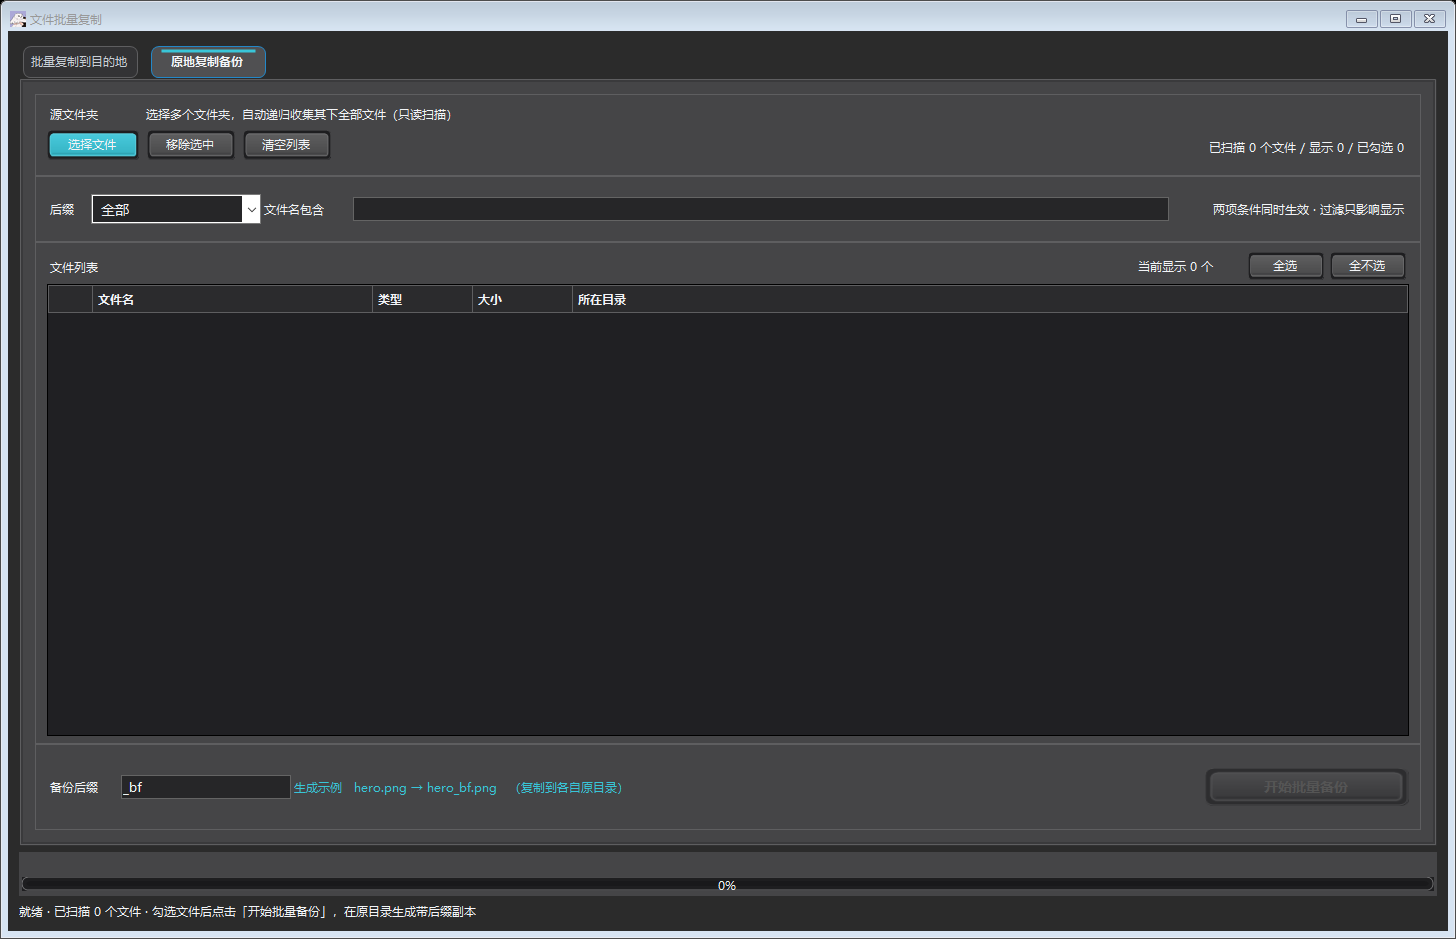 文件批量复制
批量复制到目的地 原地复制备份
源文件夹 选择多个文件夹，自动递归收集其下全部文件（只读扫描）
选择文件 移除选中 清空列表 已扫描 0 个文件 / 显示 0 / 已勾选 0
后缀 全部 文件名包含 两项条件同时生效 · 过滤只影响显示
文件列表 当前显示 0 个 全选 全不选
文件名 类型 大小 所在目录
备份后缀 _bf 生成示例 hero.png → hero_bf.png （复制到各自原目录） 开始批量备份
0%
就绪 · 已扫描 0 个文件 · 勾选文件后点击「开始批量备份」，在原目录生成带后缀副本